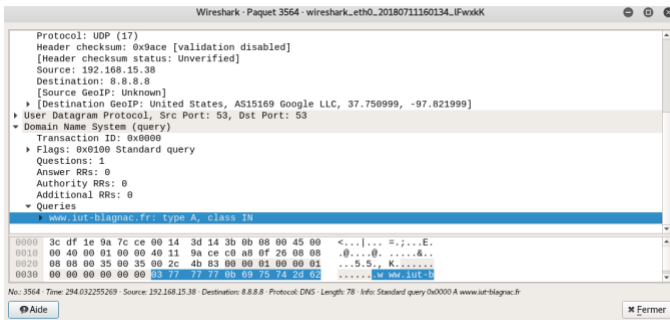 Wireshark · Paquet 3564 · wireshark_eth0_20180711160134_lFwxkK
Protocol: UDP (17)
Header checksum: 0x9ace [validation disabled]
[Header checksum status: Unverified]
Source: 192.168.15.38
Destination: 8.8.8.8
[Source GeoIP: Unknown]
[Destination GeoIP: United States, AS15169 Google LLC, 37.750999, -97.821999]
User Datagram Protocol, Src Port: 53, Dst Port: 53
Domain Name System (query)
Transaction ID: 0x0000
Flags: 0x0100 Standard query
Questions: 1
Answer RRs: 0
Authority RRs: 0
Additional RRs: 0
Queries
www.iut-blagnac.fr: type A, class IN
0000 3c df 1e 9a 7c ce 00 14 3d 14 3b 0b 08 00 45 00 <...|... =.;...E.
0010 00 40 00 01 00 00 40 11 9a ce c0 a8 0f 26 08 08 .@....@. .....&..
0020 08 08 00 35 00 35 00 2c 4b 83 00 00 01 00 00 01 ...5.5., K.......
0030 00 00 00 00 00 00 03 77 77 77 0b 69 75 74 2d 62 .......w ww.iut-b
No.: 3564 · Time: 294.032255269 · Source: 192.168.15.38 · Destination: 8.8.8.8 · Protocol: DNS · Length: 78 · Info: Standard query 0x0000 A www.iut-blagnac.fr
Aide
Fermer